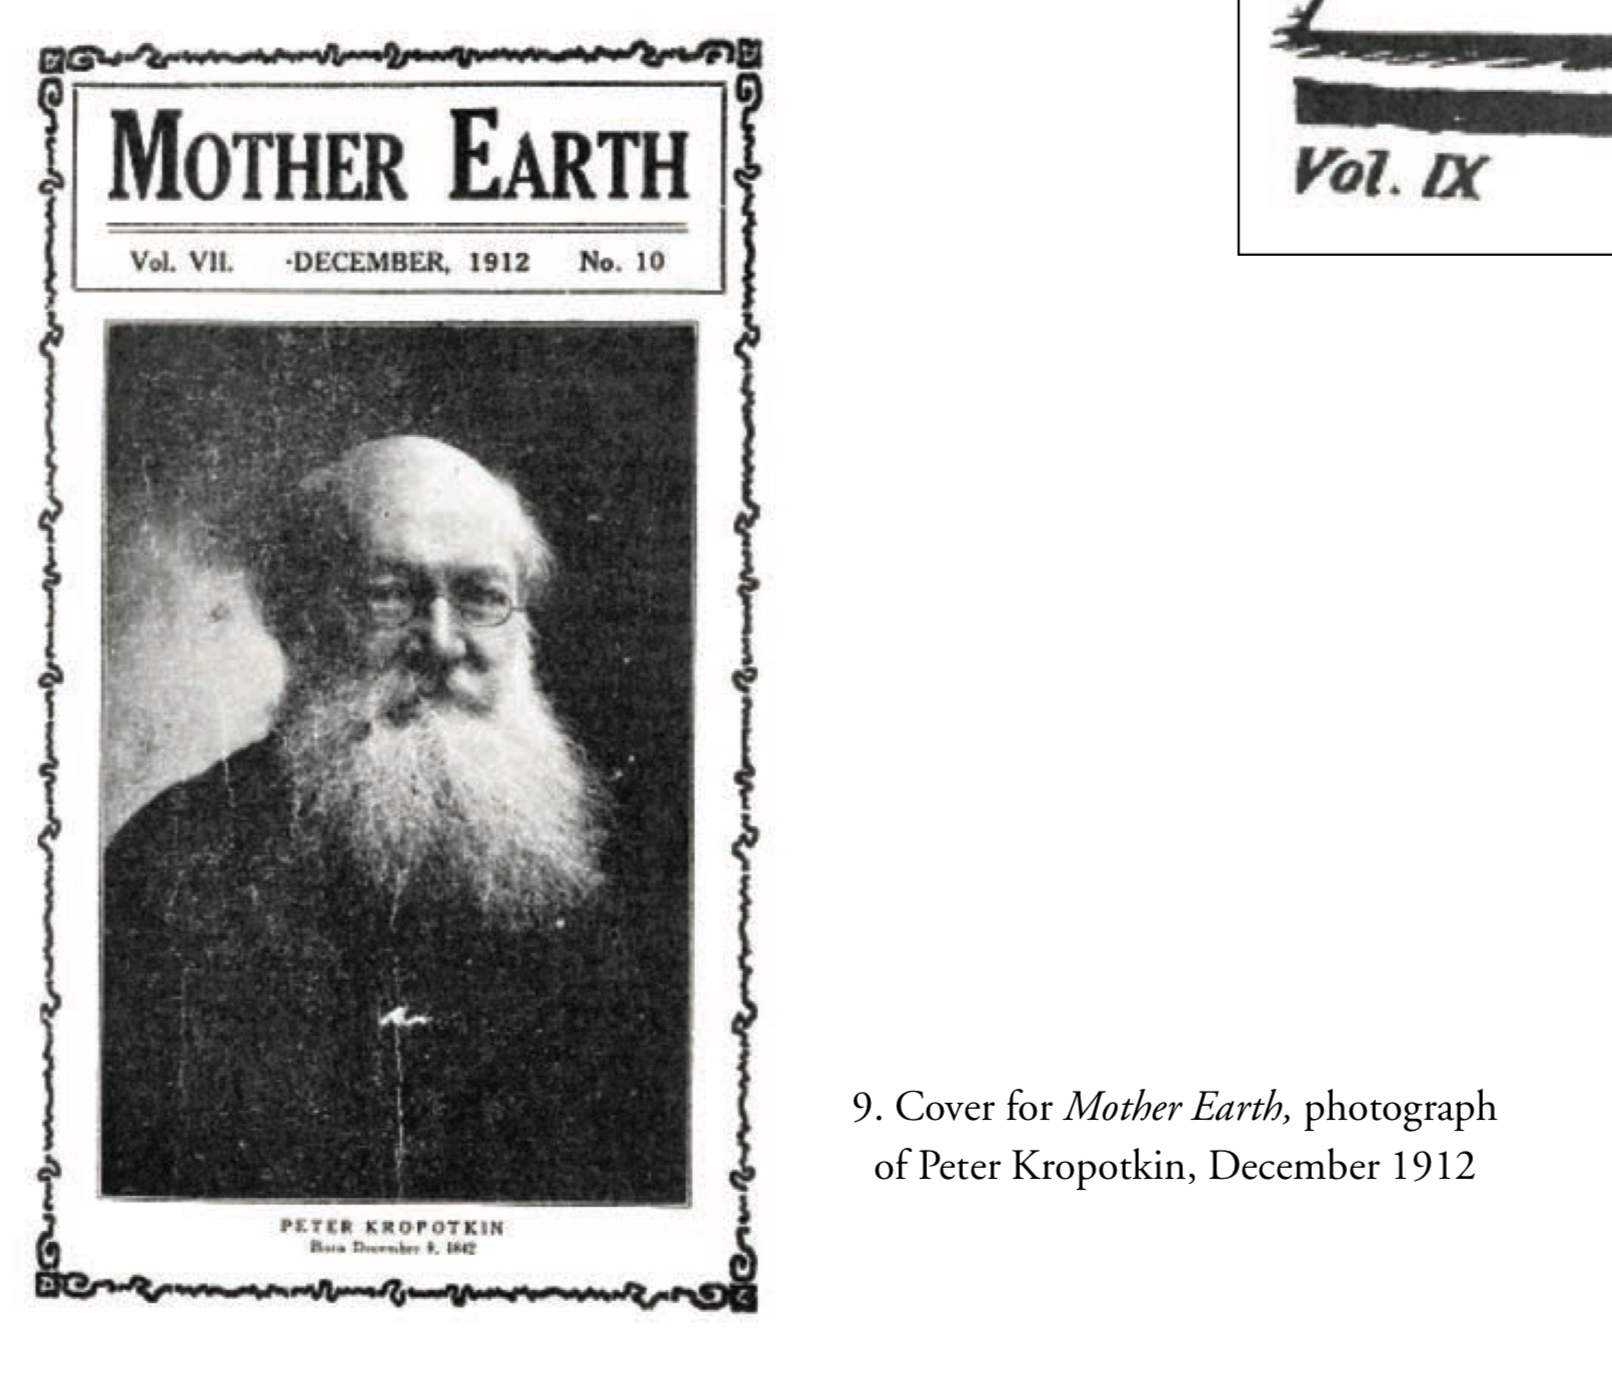 MOTHER EARTH
Vol. VII. ·DECEMBER, 1912 No. 10
PETER KROPOTKIN
Born December 9, 1842
Vol. IX
9. Cover for Mother Earth, photograph
of Peter Kropotkin, December 1912